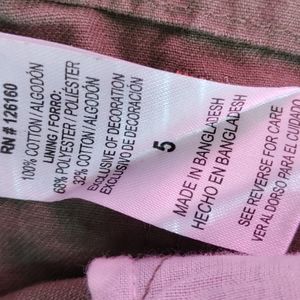 RN # 126160
100% COTTON / ALGODÓN
LINING / FORRO:
68% POLYESTER / POLIÉSTER
32% COTTON / ALGODÓN
EXCLUSIVE OF DECORATION
EXCLUSIVO DE DECORACIÓN
5
MADE IN BANGLADESH
HECHO EN BANGLADESH
SEE REVERSE FOR CARE
VER AL DORSO PARA EL